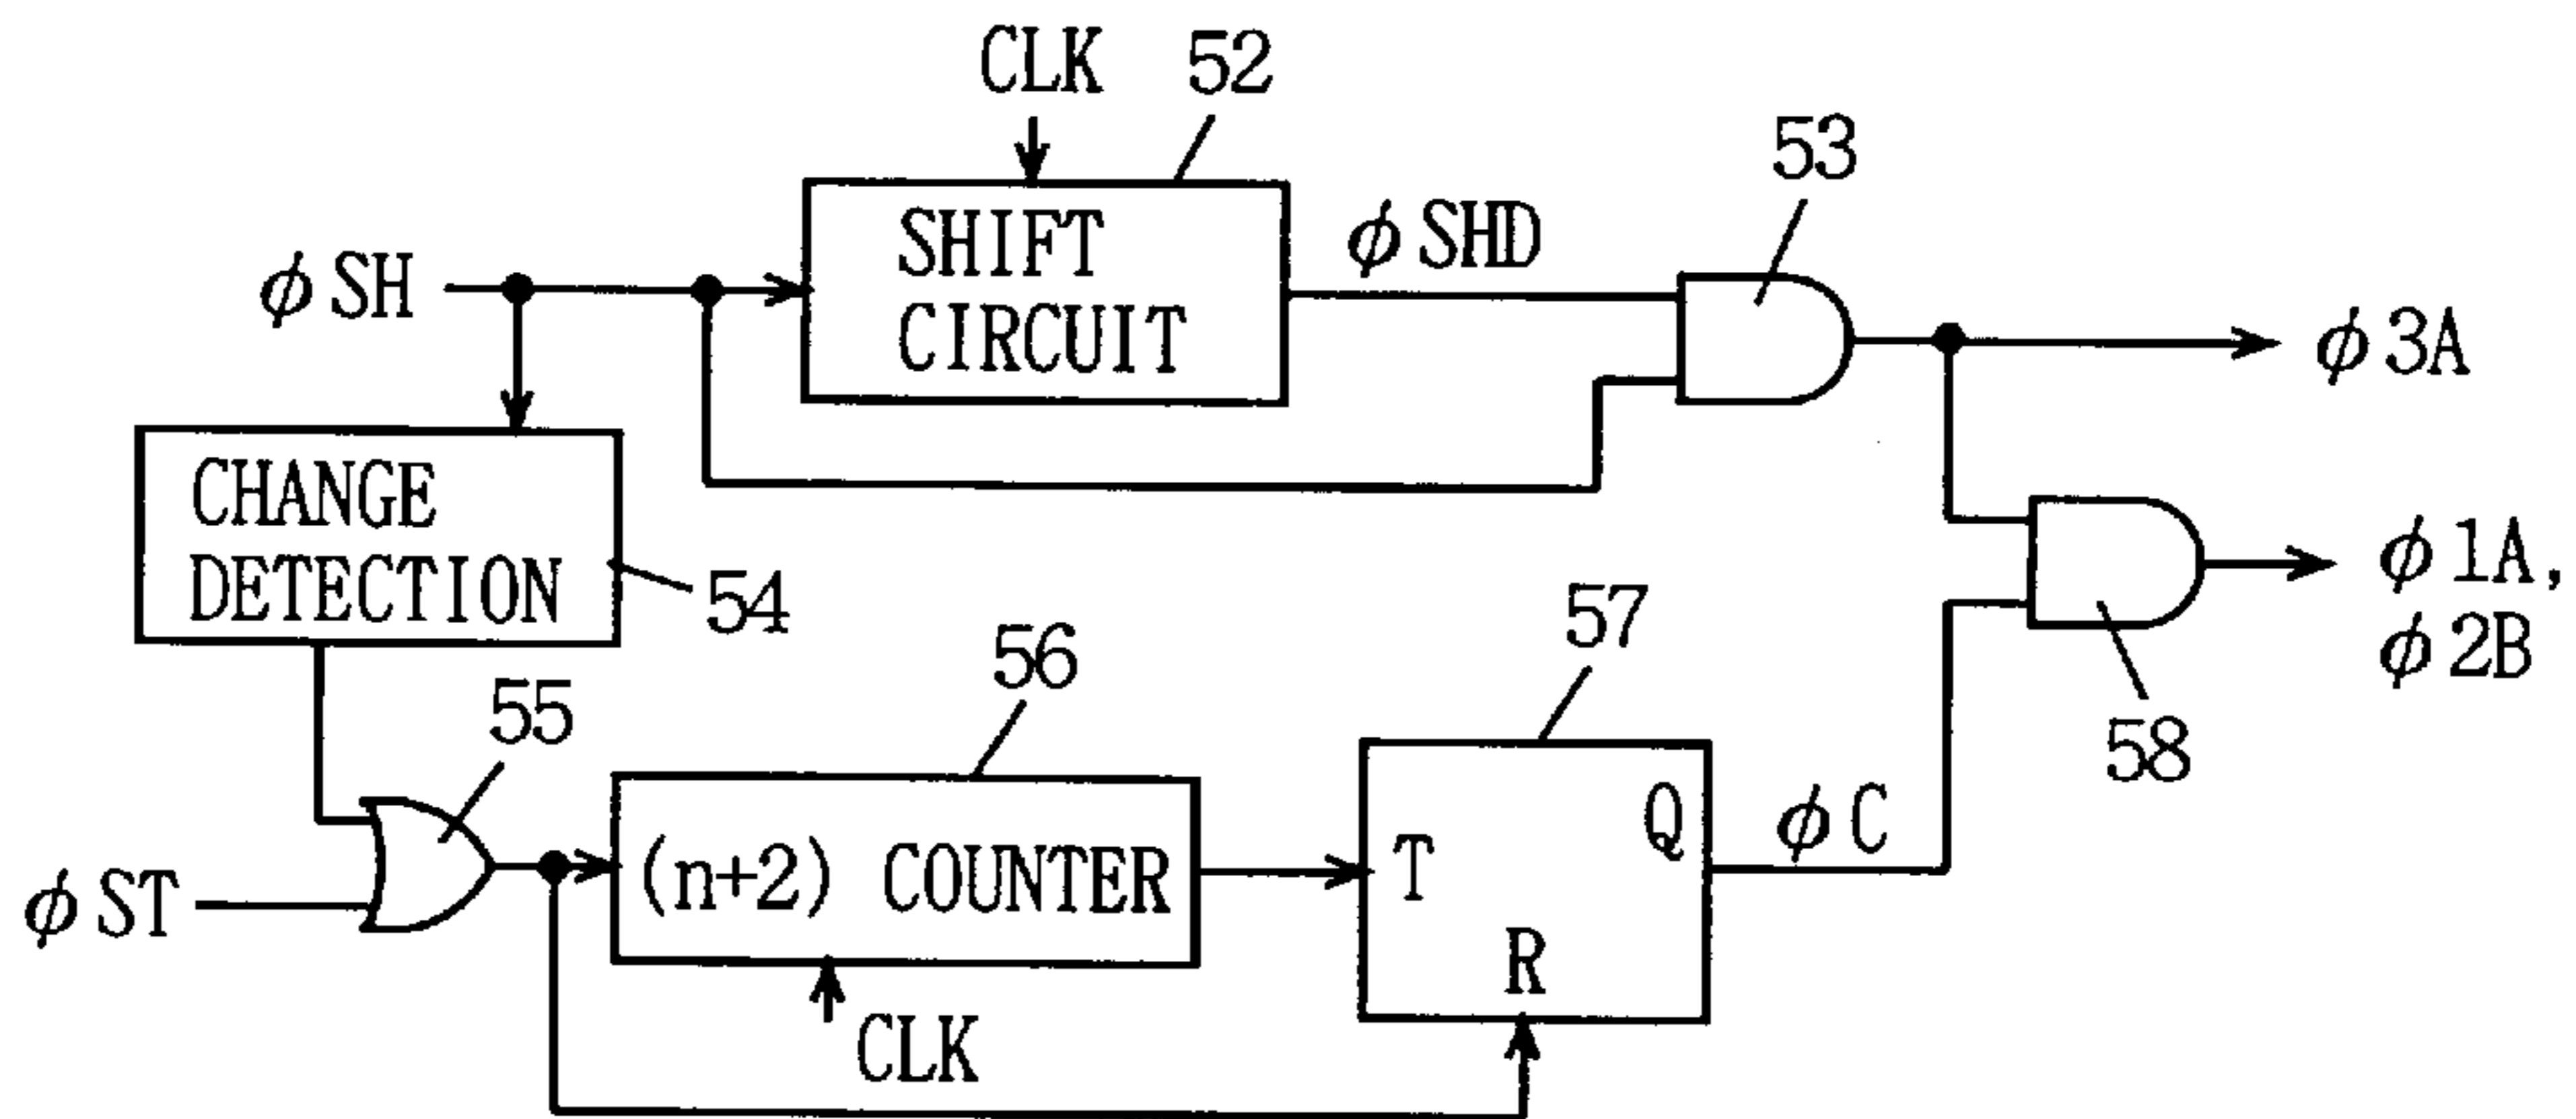 CLK
52
53
φSH
SHIFT
CIRCUIT
φSHD
φ3A
CHANGE
DETECTION
54
φ1A,
φ2B
55
56
57
58
φST
(n+2) COUNTER
CLK
T
Q
R
φC